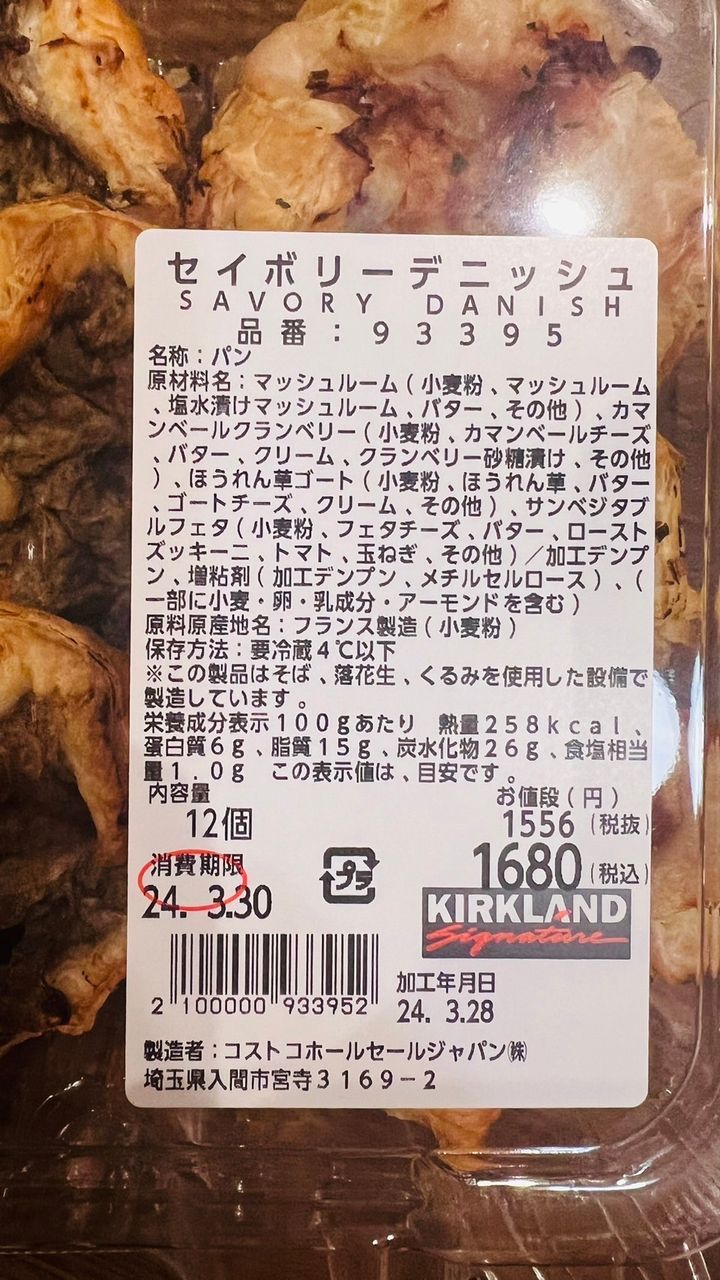 セイボリーデニッシュ
SAVORY DANISH
品番：93395
名称：パン
原材料名：マッシュルーム（小麦粉、マッシュルーム
、塩水漬けマッシュルーム、バター、その他）、カマ
ンベールクランベリー（小麦粉、カマンベールチーズ
、バター、クリーム、クランベリー砂糖漬け、その他
）、ほうれん草ゴート（小麦粉、ほうれん草、バター
、ゴートチーズ、クリーム、その他）、サンベジタブ
ルフェタ（小麦粉、フェタチーズ、バター、ロースト
ズッキーニ、トマト、玉ねぎ、その他）／加工デンプ
ン、増粘剤（加工デンプン、メチルセルロース）、（
一部に小麦・卵・乳成分・アーモンドを含む）
原料原産地名：フランス製造（小麦粉）
保存方法：要冷蔵4℃以下
※この製品はそば、落花生、くるみを使用した設備で
製造しています。
栄養成分表示100gあたり　熱量258kcal、
蛋白質6g、脂質15g、炭水化物26g、食塩相当
量1.0g　この表示値は、目安です。
内容量 お値段（円）
12個 1556（税抜）
消費期限 プラ 1680（税込）
24. 3.30 KIRKLAND
Signature
2 100000 933952 加工年月日
24. 3.28
製造者：コストコホールセールジャパン㈱
埼玉県入間市宮寺3169－2